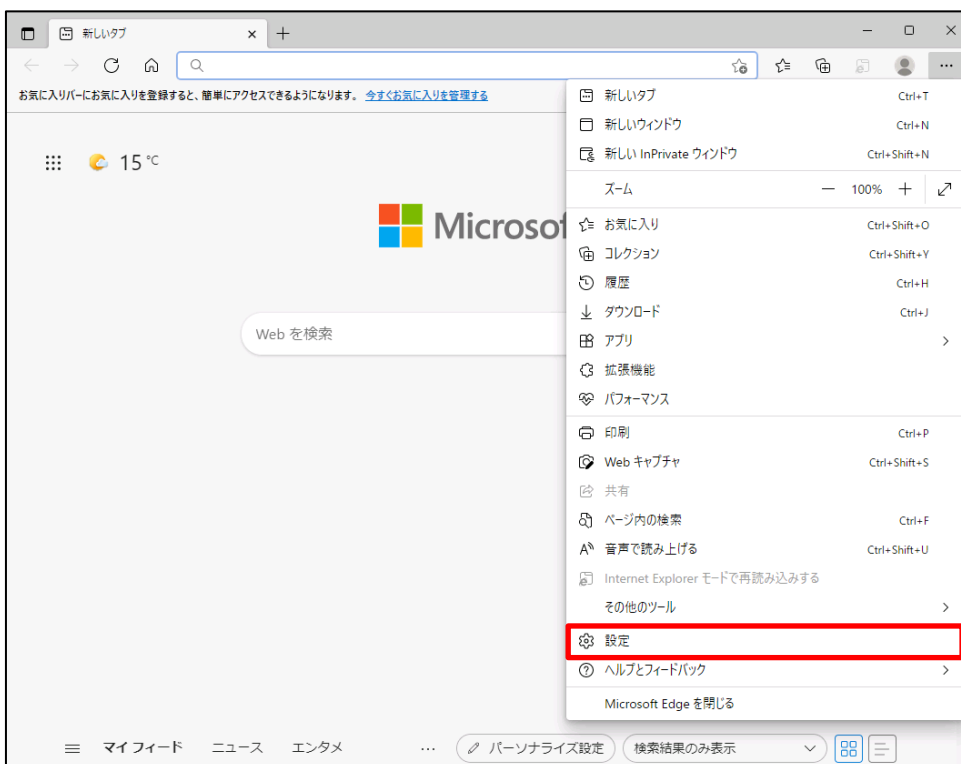 新しいタブ
お気に入りバーにお気に入りを登録すると、簡単にアクセスできるようになります。 今すぐお気に入りを管理する
15 °C
Microsof
Web を検索
新しいタブ Ctrl+T
新しいウィンドウ Ctrl+N
新しい InPrivate ウィンドウ Ctrl+Shift+N
ズーム 100%
お気に入り Ctrl+Shift+O
コレクション Ctrl+Shift+Y
履歴 Ctrl+H
ダウンロード Ctrl+J
アプリ
拡張機能
パフォーマンス
印刷 Ctrl+P
Web キャプチャ Ctrl+Shift+S
共有
ページ内の検索 Ctrl+F
音声で読み上げる Ctrl+Shift+U
Internet Explorer モードで再読み込みする
その他のツール
設定
ヘルプとフィードバック
Microsoft Edge を閉じる
マイ フィード ニュース エンタメ ... パーソナライズ設定 検索結果のみ表示